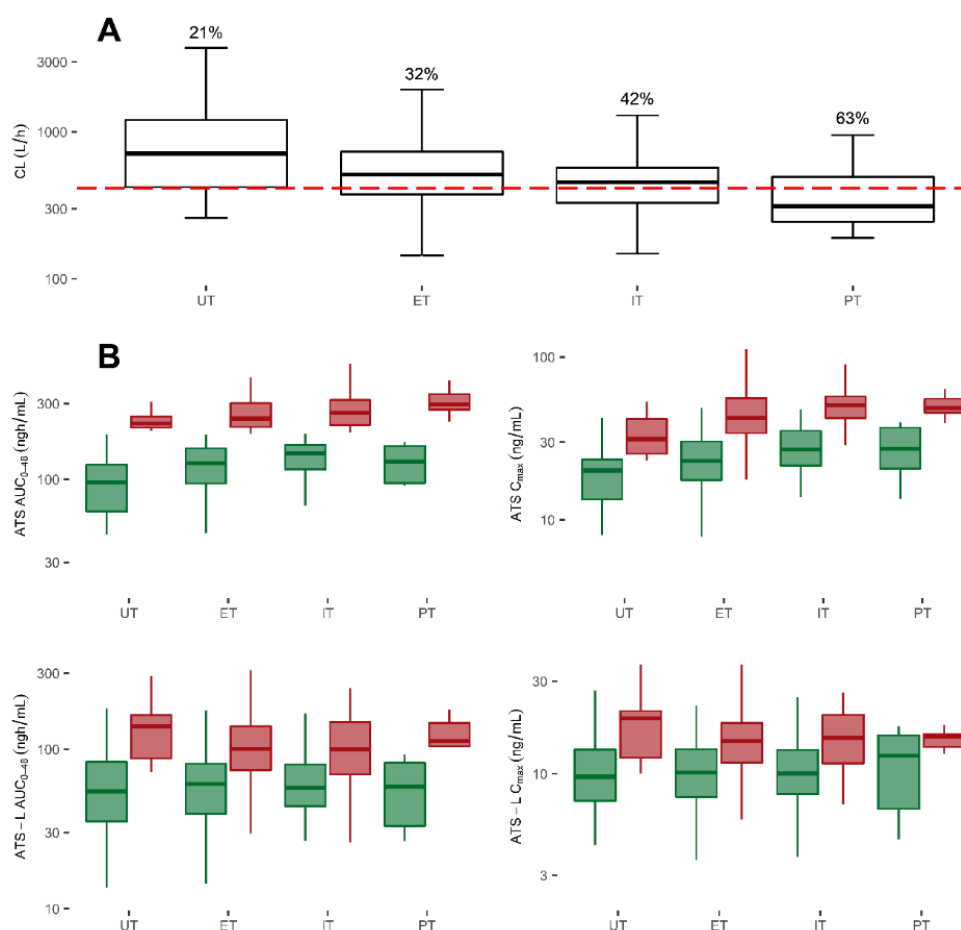 A
21%
32%
42%
63%
CL (L/h)
3000
1000
300
100
UT ET IT PT
B
ATS AUC0–48 (ngh/mL)
300
100
30
UT ET IT PT
ATS Cmax (ng/mL)
100
30
10
UT ET IT PT
ATS – L AUC0–48 (ngh/mL)
300
100
30
10
UT ET IT PT
ATS – L Cmax (ng/mL)
30
10
3
UT ET IT PT